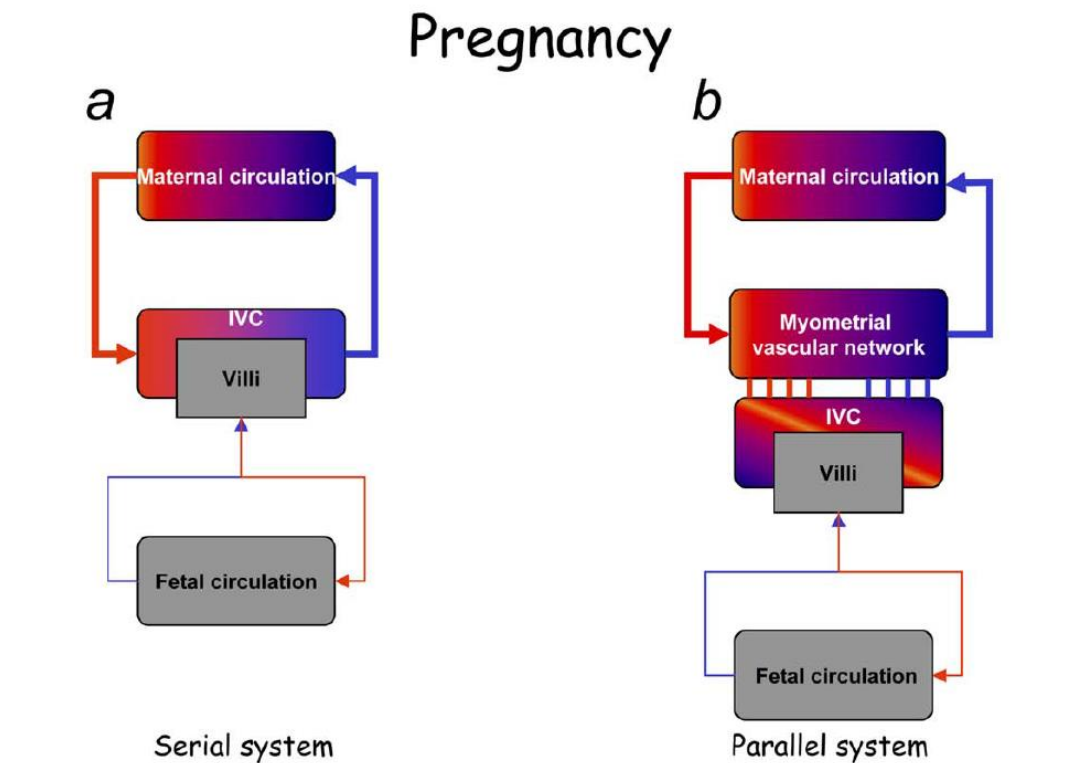 Pregnancy
a
Maternal circulation
IVC
Villi
Fetal circulation
Serial system
b
Maternal circulation
Myometrial
vascular network
IVC
Villi
Fetal circulation
Parallel system